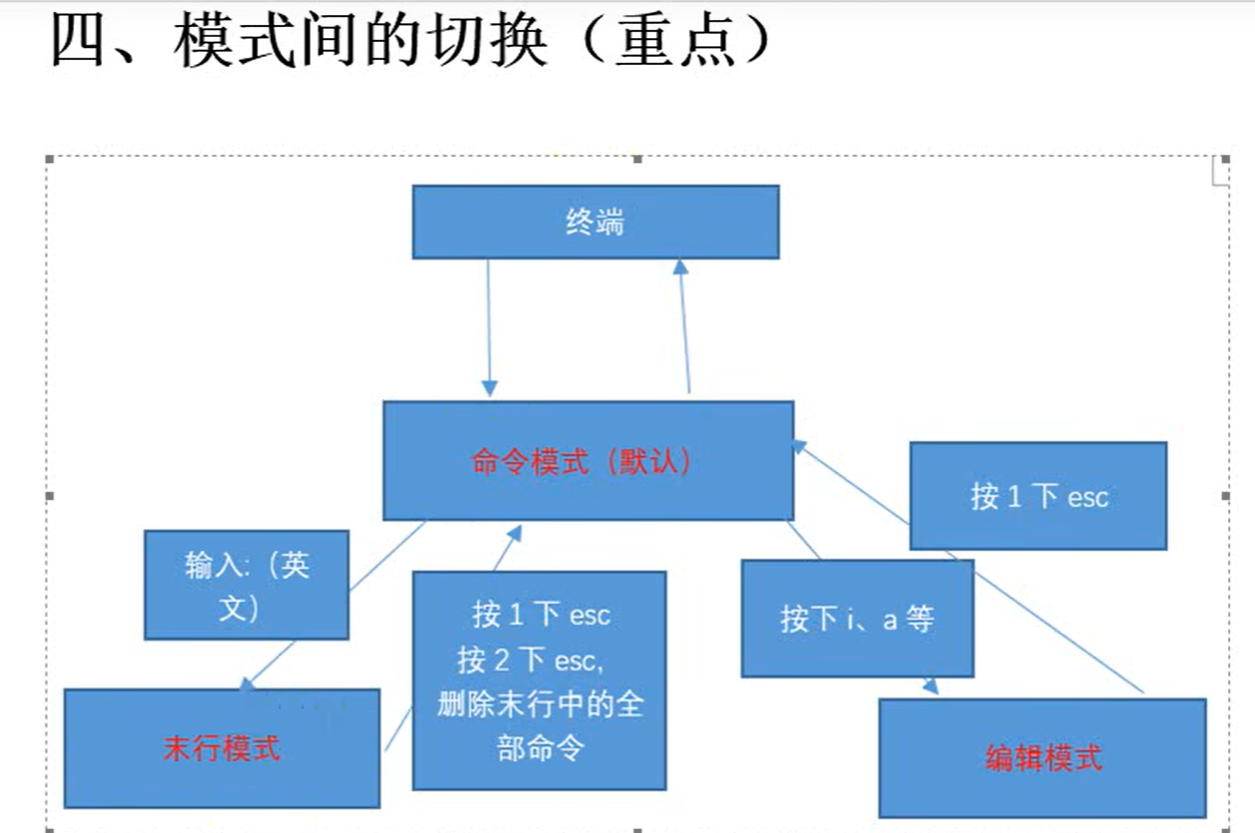 四、模式间的切换（重点）
终端
命令模式（默认）
按 1 下 esc
输入:（英
文）
按 1 下 esc
按 2 下 esc,
删除末行中的全
部命令
按下 i、a 等
末行模式
编辑模式